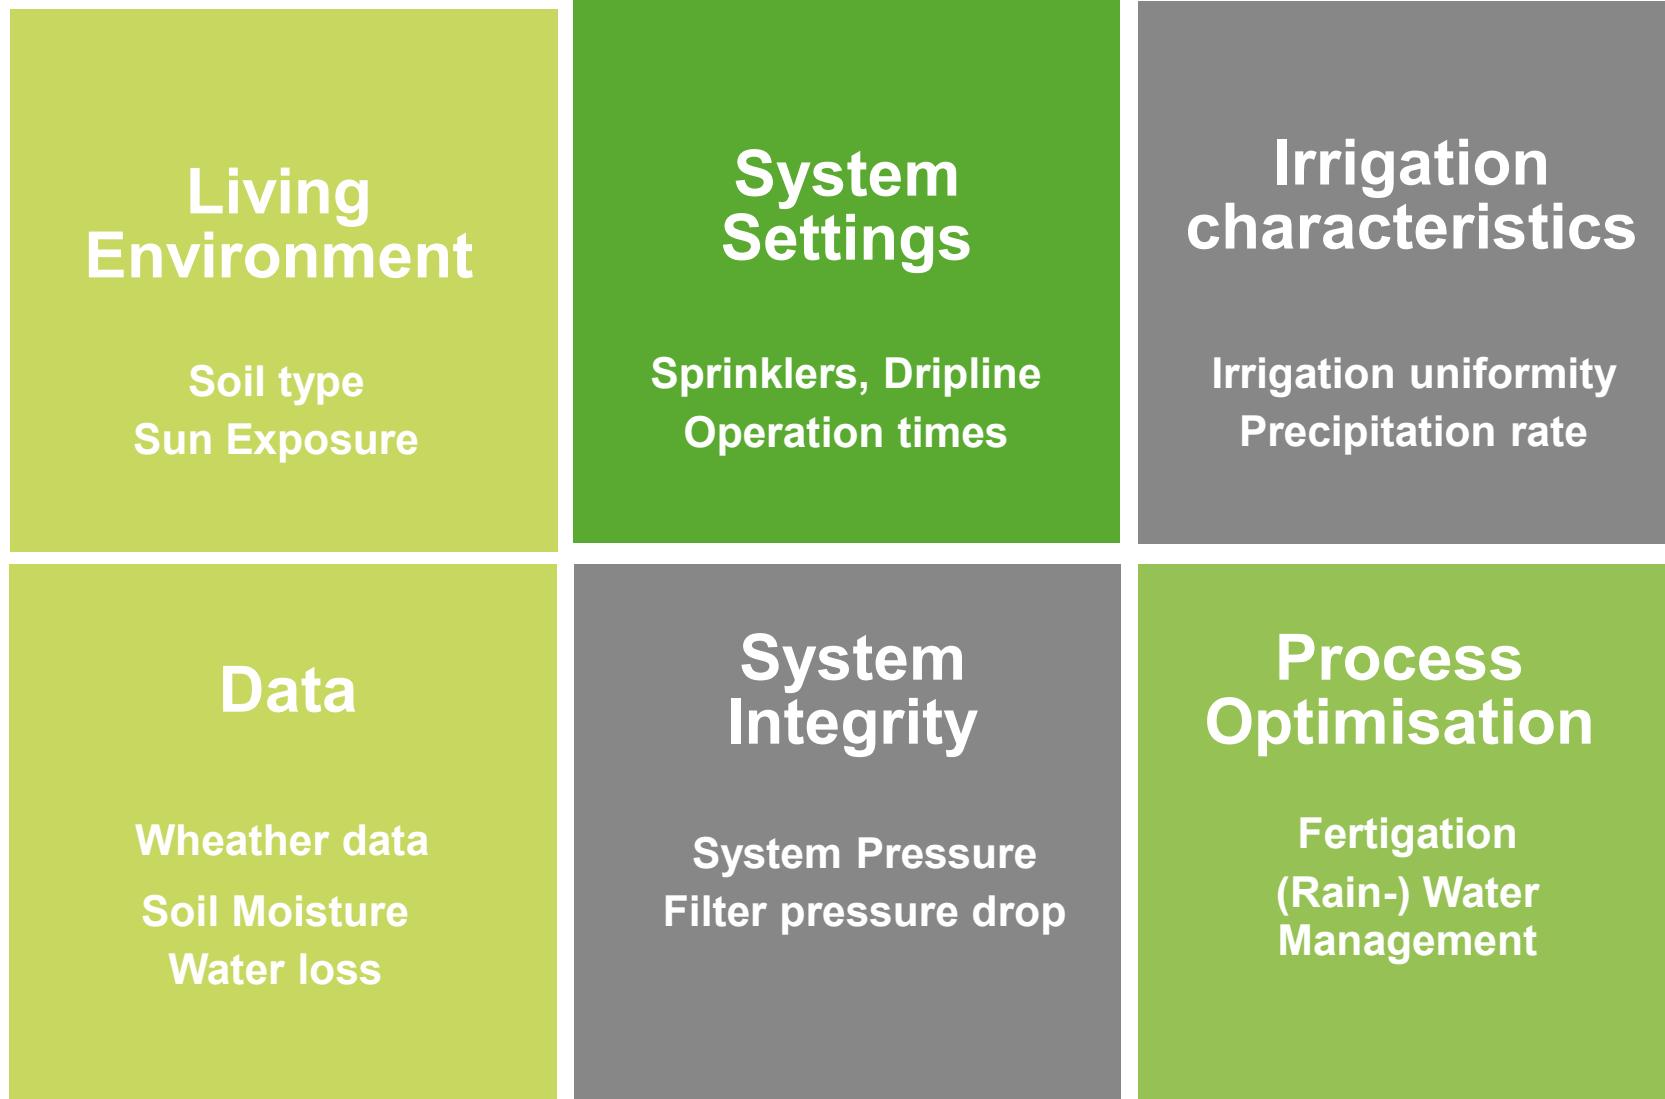 Living
Environment
Soil type
Sun Exposure
System
Settings
Sprinklers, Dripline
Operation times
Irrigation
characteristics
Irrigation uniformity
Precipitation rate
Data
Wheather data
Soil Moisture
Water loss
System
Integrity
System Pressure
Filter pressure drop
Process
Optimisation
Fertigation
(Rain-) Water
Management